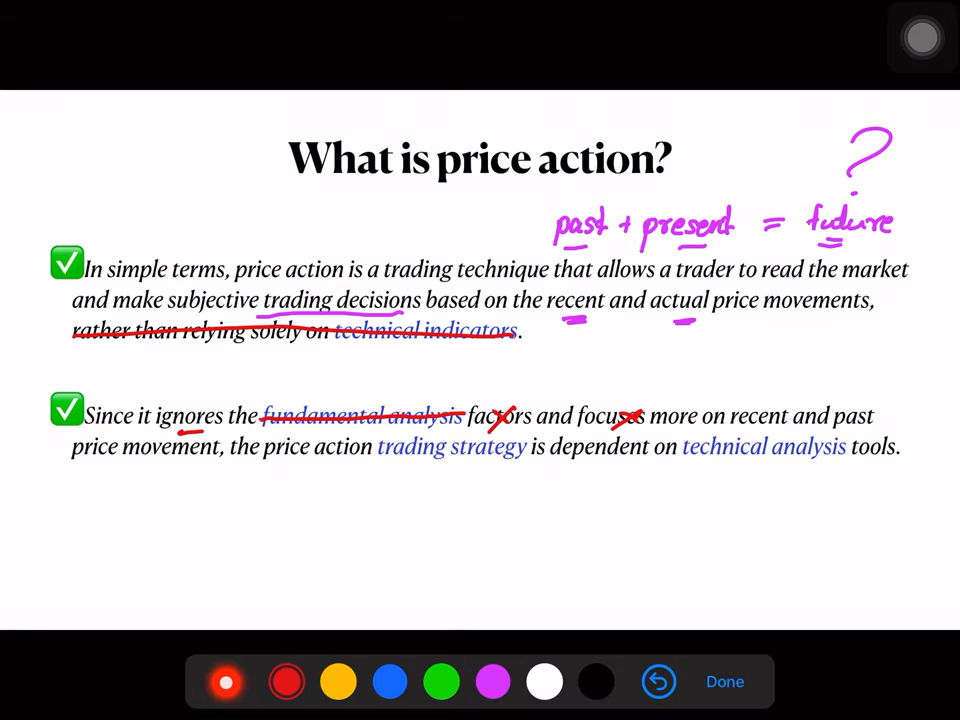 What is price action?
?
past + present = future
✅In simple terms, price action is a trading technique that allows a trader to read the market
and make subjective trading decisions based on the recent and actual price movements,
rather than relying solely on technical indicators.
✅Since it ignores the fundamental analysis factors and focuses more on recent and past
price movement, the price action trading strategy is dependent on technical analysis tools.
Done